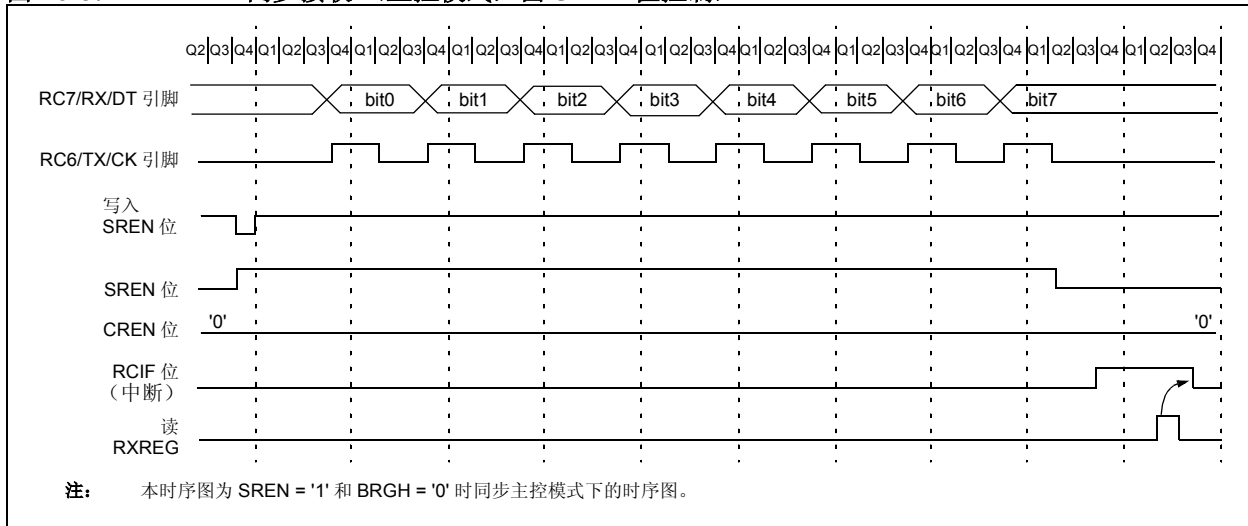 Q2 Q3 Q4 Q1 Q2 Q3 Q4 Q1 Q2 Q3 Q4 Q1 Q2 Q3 Q4 Q1 Q2 Q3 Q4 Q1 Q2 Q3 Q4 Q1 Q2 Q3 Q4 Q1 Q2 Q3 Q4 Q1 Q2 Q3 Q4 Q1 Q2 Q3 Q4 Q1 Q2 Q3 Q4
RC7/RX/DT 引脚 bit0 bit1 bit2 bit3 bit4 bit5 bit6 bit7
RC6/TX/CK 引脚
写入
SREN 位
SREN 位
CREN 位 '0' '0'
RCIF 位
（中断）
读
RXREG
注： 本时序图为 SREN = '1' 和 BRGH = '0' 时同步主控模式下的时序图。